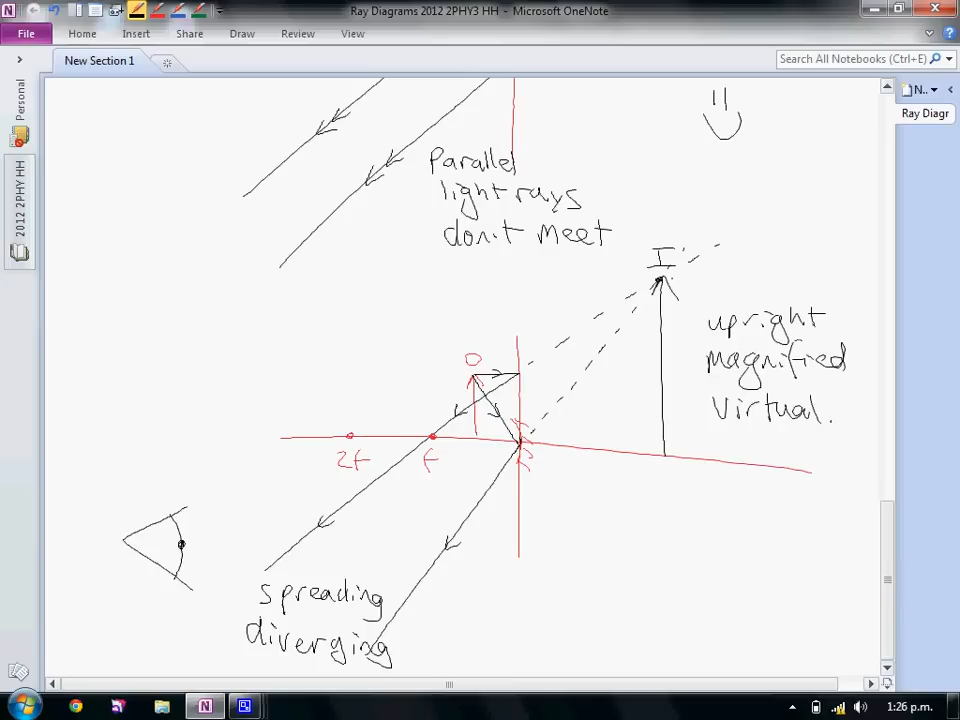 Ray Diagrams 2012 2PHY3 HH - Microsoft OneNote
File Home Insert Share Draw Review View
New Section 1
Search All Notebooks (Ctrl+E)
N..
Ray Diagr
Personal
2012 2PHY HH
Parallel
light rays
don't meet
I
upright
magnified
virtual.
O
2f
f
spreading
diverging
1:26 p.m.